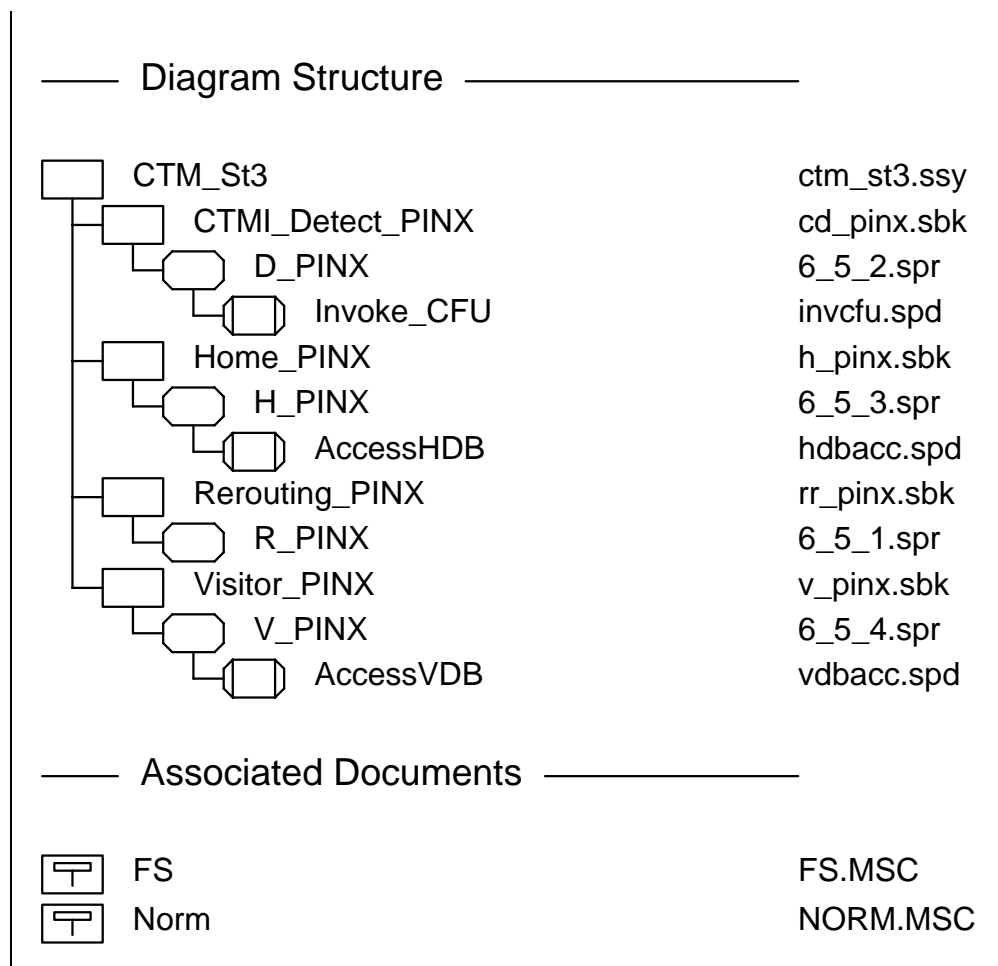 Diagram Structure
CTM_St3 ctm_st3.ssy
CTMI_Detect_PINX cd_pinx.sbk
D_PINX 6_5_2.spr
Invoke_CFU invcfu.spd
Home_PINX h_pinx.sbk
H_PINX 6_5_3.spr
AccessHDB hdbacc.spd
Rerouting_PINX rr_pinx.sbk
R_PINX 6_5_1.spr
Visitor_PINX v_pinx.sbk
V_PINX 6_5_4.spr
AccessVDB vdbacc.spd
Associated Documents
FS FS.MSC
Norm NORM.MSC